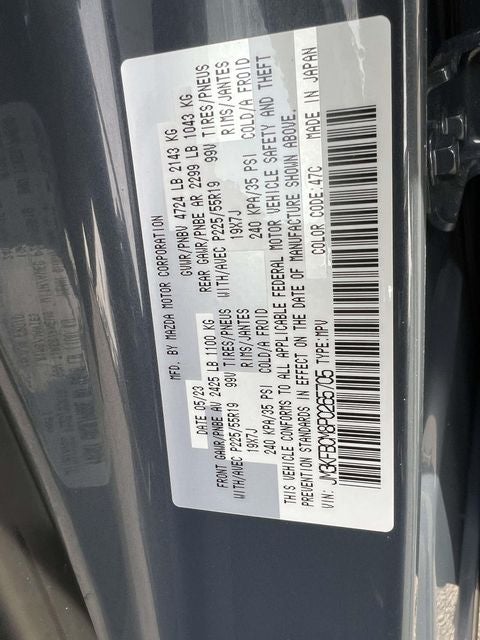 MFD. BY MAZDA MOTOR CORPORATION
DATE 05/23 GVWR/PNBV 4724 LB 2143 KG
FRONT GAWR/PNBE AV 2425 LB 1100 KG REAR GAWR/PNBE AR 2299 LB 1043 KG
WITH/AVEC P225/55R19 99V TIRES/PNEUS WITH/AVEC P225/55R19 99V TIRES/PNEUS
19X7J RIMS/JANTES 19X7J RIMS/JANTES
240 KPA/35 PSI COLD/A FROID 240 KPA/35 PSI COLD/A FROID
THIS VEHICLE CONFORMS TO ALL APPLICABLE FEDERAL MOTOR VEHICLE SAFETY AND THEFT
PREVENTION STANDARDS IN EFFECT ON THE DATE OF MANUFACTURE SHOWN ABOVE.
VIN: JM3KFBCM8P0265705 TYPE:MPV COLOR CODE:47C MADE IN JAPAN